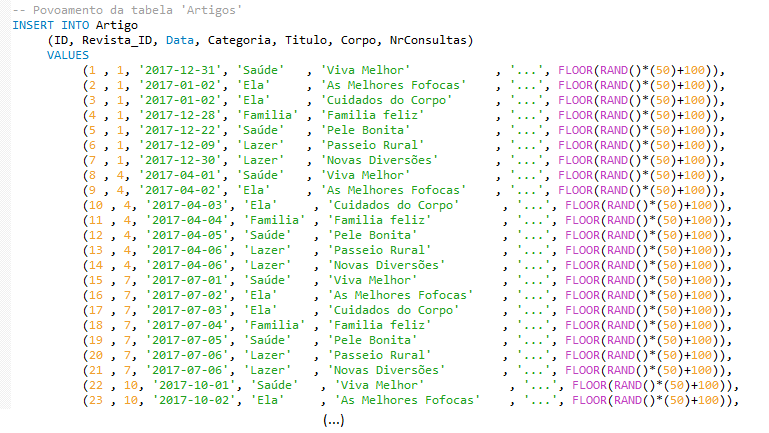 -- Povoamento da tabela 'Artigos'
INSERT INTO Artigo
(ID, Revista_ID, Data, Categoria, Titulo, Corpo, NrConsultas)
VALUES
(1 , 1, '2017-12-31', 'Saúde' , 'Viva Melhor' , '...', FLOOR(RAND()*(50)+100)),
(2 , 1, '2017-01-02', 'Ela' , 'As Melhores Fofocas' , '...', FLOOR(RAND()*(50)+100)),
(3 , 1, '2017-01-02', 'Ela' , 'Cuidados do Corpo' , '...', FLOOR(RAND()*(50)+100)),
(4 , 1, '2017-12-28', 'Familia' , 'Familia feliz' , '...', FLOOR(RAND()*(50)+100)),
(5 , 1, '2017-12-22', 'Saúde' , 'Pele Bonita' , '...', FLOOR(RAND()*(50)+100)),
(6 , 1, '2017-12-09', 'Lazer' , 'Passeio Rural' , '...', FLOOR(RAND()*(50)+100)),
(7 , 1, '2017-12-30', 'Lazer' , 'Novas Diversões' , '...', FLOOR(RAND()*(50)+100)),
(8 , 4, '2017-04-01', 'Saúde' , 'Viva Melhor' , '...', FLOOR(RAND()*(50)+100)),
(9 , 4, '2017-04-02', 'Ela' , 'As Melhores Fofocas' , '...', FLOOR(RAND()*(50)+100)),
(10 , 4, '2017-04-03', 'Ela' , 'Cuidados do Corpo' , '...', FLOOR(RAND()*(50)+100)),
(11 , 4, '2017-04-04', 'Familia' , 'Familia feliz' , '...', FLOOR(RAND()*(50)+100)),
(12 , 4, '2017-04-05', 'Saúde' , 'Pele Bonita' , '...', FLOOR(RAND()*(50)+100)),
(13 , 4, '2017-04-06', 'Lazer' , 'Passeio Rural' , '...', FLOOR(RAND()*(50)+100)),
(14 , 4, '2017-04-06', 'Lazer' , 'Novas Diversões' , '...', FLOOR(RAND()*(50)+100)),
(15 , 7, '2017-07-01', 'Saúde' , 'Viva Melhor' , '...', FLOOR(RAND()*(50)+100)),
(16 , 7, '2017-07-02', 'Ela' , 'As Melhores Fofocas' , '...', FLOOR(RAND()*(50)+100)),
(17 , 7, '2017-07-03', 'Ela' , 'Cuidados do Corpo' , '...', FLOOR(RAND()*(50)+100)),
(18 , 7, '2017-07-04', 'Familia' , 'Familia feliz' , '...', FLOOR(RAND()*(50)+100)),
(19 , 7, '2017-07-05', 'Saúde' , 'Pele Bonita' , '...', FLOOR(RAND()*(50)+100)),
(20 , 7, '2017-07-06', 'Lazer' , 'Passeio Rural' , '...', FLOOR(RAND()*(50)+100)),
(21 , 7, '2017-07-06', 'Lazer' , 'Novas Diversões' , '...', FLOOR(RAND()*(50)+100)),
(22 , 10, '2017-10-01', 'Saúde' , 'Viva Melhor' , '...', FLOOR(RAND()*(50)+100)),
(23 , 10, '2017-10-02', 'Ela' , 'As Melhores Fofocas' , '...', FLOOR(RAND()*(50)+100)),
(...)